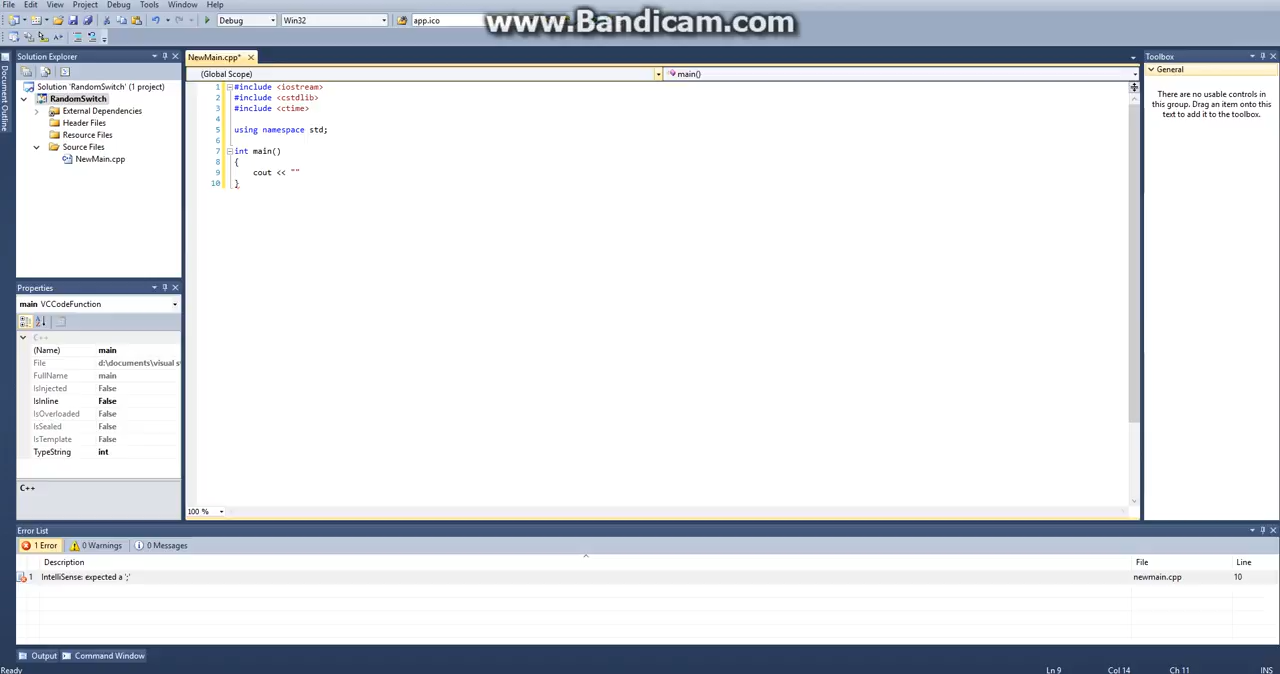 File Edit View Project Debug Tools Window Help
www.Bandicam.com
Debug Win32 app.ico
Document Outline
Solution Explorer
Solution 'RandomSwitch' (1 project)
RandomSwitch
External Dependencies
Header Files
Resource Files
Source Files
NewMain.cpp
NewMain.cpp*
(Global Scope) main()
1 #include <iostream>
2 #include <cstdlib>
3 #include <ctime>
4
5 using namespace std;
6
7 int main()
8 {
9 cout << ""
10 }
100 %
Toolbox
General
There are no usable controls in
this group. Drag an item onto this
text to add it to the toolbox.
Properties
main VCCodeFunction
C++
(Name) main
File d:\documents\visual s
FullName main
IsInjected False
IsInline False
IsOverloaded False
IsSealed False
IsTemplate False
TypeString int
C++
Error List
1 Error 0 Warnings 0 Messages
Description File Line
1 IntelliSense: expected a ';' newmain.cpp 10
Output Command Window
Ready Ln 9 Col 14 Ch 11 INS